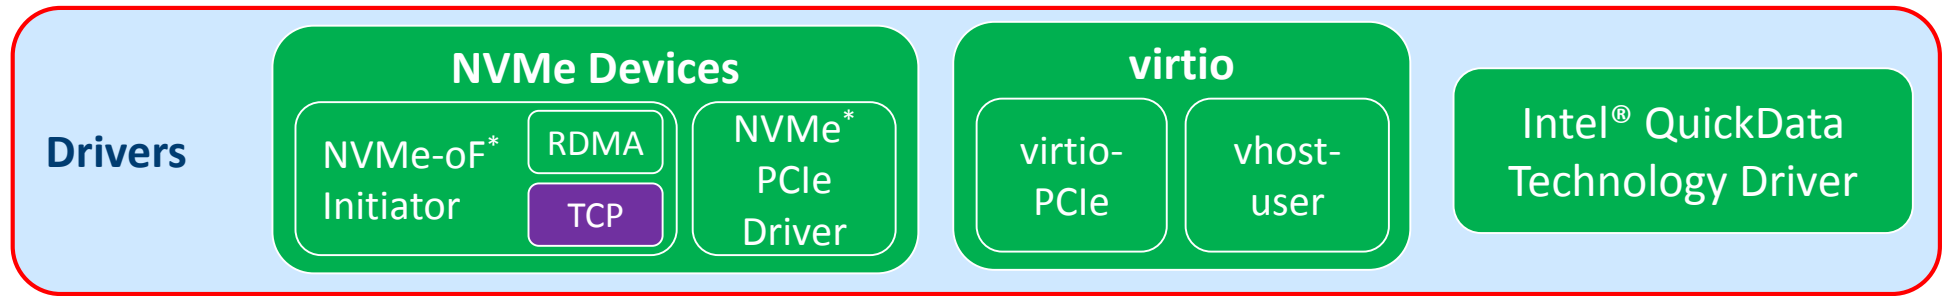 Drivers
NVMe Devices
NVMe-oF*
Initiator
RDMA
TCP
NVMe*
PCIe
Driver
virtio
virtio-
PCIe
vhost-
user
Intel® QuickData
Technology Driver